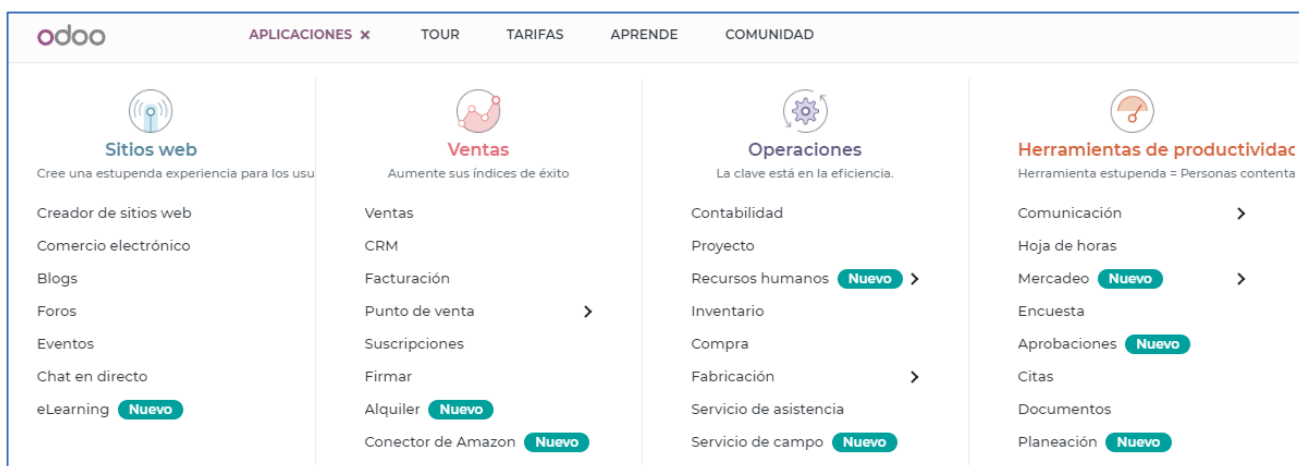 odoo
APLICACIONES × TOUR TARIFAS APRENDE COMUNIDAD
Sitios web
Cree una estupenda experiencia para los usu
Creador de sitios web
Comercio electrónico
Blogs
Foros
Eventos
Chat en directo
eLearning Nuevo
Ventas
Aumente sus índices de éxito
Ventas
CRM
Facturación
Punto de venta
Suscripciones
Firmar
Alquiler Nuevo
Conector de Amazon Nuevo
Operaciones
La clave está en la eficiencia.
Contabilidad
Proyecto
Recursos humanos Nuevo
Inventario
Compra
Fabricación
Servicio de asistencia
Servicio de campo Nuevo
Herramientas de productividad
Herramienta estupenda = Personas contenta
Comunicación
Hoja de horas
Mercadeo Nuevo
Encuesta
Aprobaciones Nuevo
Citas
Documentos
Planeación Nuevo